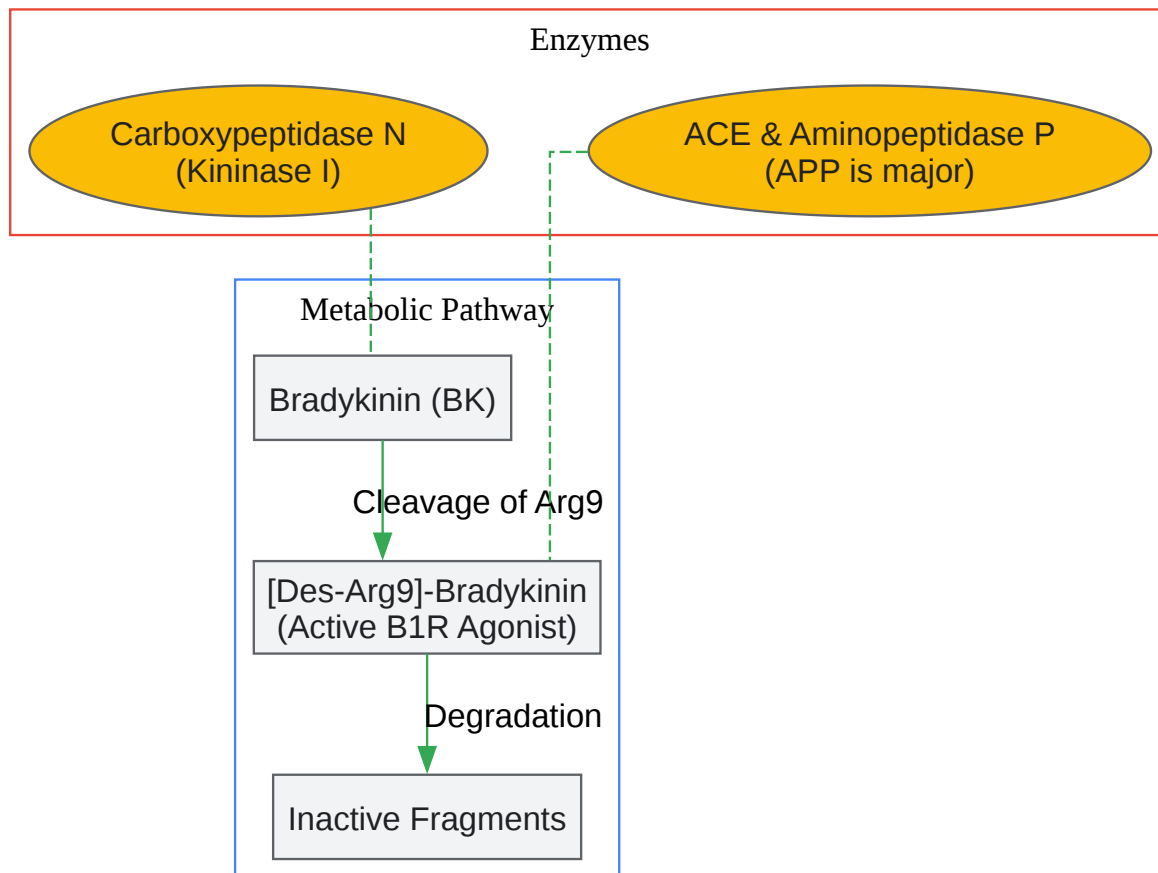 Enzymes
Carboxypeptidase N
(Kininase I)
ACE & Aminopeptidase P
(APP is major)
Metabolic Pathway
Bradykinin (BK)
Cleavage of Arg9
[Des-Arg9]-Bradykinin
(Active B1R Agonist)
Degradation
Inactive Fragments